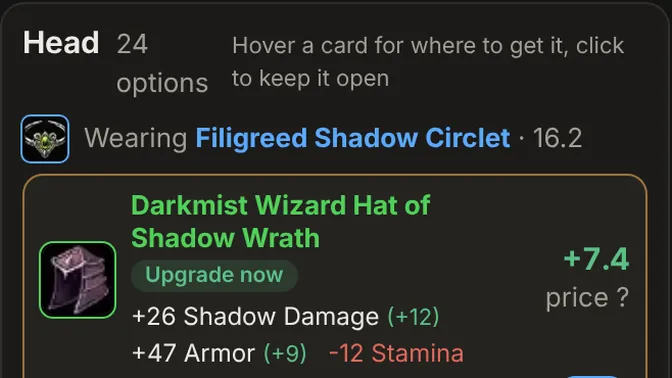 Head 24 options Hover a card for where to get it, click
to keep it open
Wearing Filigreed Shadow Circlet · 16.2
Darkmist Wizard Hat of
Shadow Wrath
Upgrade now
+7.4
price ?
+26 Shadow Damage (+12)
+47 Armor (+9) -12 Stamina